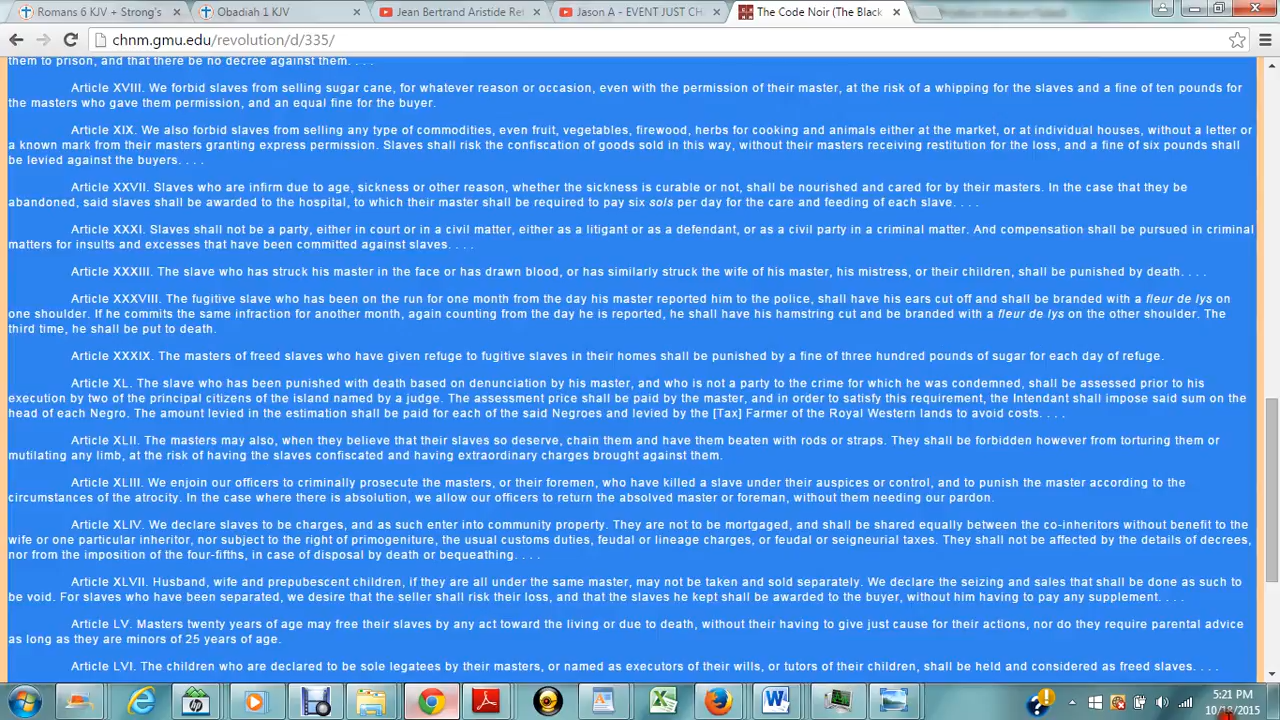 Romans 6 KJV + Strong's
Obadiah 1 KJV
Jean Bertrand Aristide Ret
Jason A - EVENT JUST CH
The Code Noir (The Black
chnm.gmu.edu/revolution/d/335/
them to prison, and that there be no decree against them. . . .
Article XVIII. We forbid slaves from selling sugar cane, for whatever reason or occasion, even with the permission of their master, at the risk of a whipping for the slaves and a fine of ten pounds for
the masters who gave them permission, and an equal fine for the buyer.
Article XIX. We also forbid slaves from selling any type of commodities, even fruit, vegetables, firewood, herbs for cooking and animals either at the market, or at individual houses, without a letter or
a known mark from their masters granting express permission. Slaves shall risk the confiscation of goods sold in this way, without their masters receiving restitution for the loss, and a fine of six pounds shall
be levied against the buyers. . . .
Article XXVII. Slaves who are infirm due to age, sickness or other reason, whether the sickness is curable or not, shall be nourished and cared for by their masters. In the case that they be
abandoned, said slaves shall be awarded to the hospital, to which their master shall be required to pay six sols per day for the care and feeding of each slave. . . .
Article XXXI. Slaves shall not be a party, either in court or in a civil matter, either as a litigant or as a defendant, or as a civil party in a criminal matter. And compensation shall be pursued in criminal
matters for insults and excesses that have been committed against slaves. . . .
Article XXXIII. The slave who has struck his master in the face or has drawn blood, or has similarly struck the wife of his master, his mistress, or their children, shall be punished by death. . . .
Article XXXVIII. The fugitive slave who has been on the run for one month from the day his master reported him to the police, shall have his ears cut off and shall be branded with a fleur de lys on
one shoulder. If he commits the same infraction for another month, again counting from the day he is reported, he shall have his hamstring cut and be branded with a fleur de lys on the other shoulder. The
third time, he shall be put to death.
Article XXXIX. The masters of freed slaves who have given refuge to fugitive slaves in their homes shall be punished by a fine of three hundred pounds of sugar for each day of refuge.
Article XL. The slave who has been punished with death based on denunciation by his master, and who is not a party to the crime for which he was condemned, shall be assessed prior to his
execution by two of the principal citizens of the island named by a judge. The assessment price shall be paid by the master, and in order to satisfy this requirement, the Intendant shall impose said sum on the
head of each Negro. The amount levied in the estimation shall be paid for each of the said Negroes and levied by the [Tax] Farmer of the Royal Western lands to avoid costs. . . .
Article XLII. The masters may also, when they believe that their slaves so deserve, chain them and have them beaten with rods or straps. They shall be forbidden however from torturing them or
mutilating any limb, at the risk of having the slaves confiscated and having extraordinary charges brought against them.
Article XLIII. We enjoin our officers to criminally prosecute the masters, or their foremen, who have killed a slave under their auspices or control, and to punish the master according to the
circumstances of the atrocity. In the case where there is absolution, we allow our officers to return the absolved master or foreman, without them needing our pardon.
Article XLIV. We declare slaves to be charges, and as such enter into community property. They are not to be mortgaged, and shall be shared equally between the co-inheritors without benefit to the
wife or one particular inheritor, nor subject to the right of primogeniture, the usual customs duties, feudal or lineage charges, or feudal or seigneurial taxes. They shall not be affected by the details of decrees,
nor from the imposition of the four-fifths, in case of disposal by death or bequeathing. . . .
Article XLVII. Husband, wife and prepubescent children, if they are all under the same master, may not be taken and sold separately. We declare the seizing and sales that shall be done as such to
be void. For slaves who have been separated, we desire that the seller shall risk their loss, and that the slaves he kept shall be awarded to the buyer, without him having to pay any supplement. . . .
Article LV. Masters twenty years of age may free their slaves by any act toward the living or due to death, without their having to give just cause for their actions, nor do they require parental advice
as long as they are minors of 25 years of age.
Article LVI. The children who are declared to be sole legatees by their masters, or named as executors of their wills, or tutors of their children, shall be held and considered as freed slaves. . . .
5:21 PM
10/18/2015